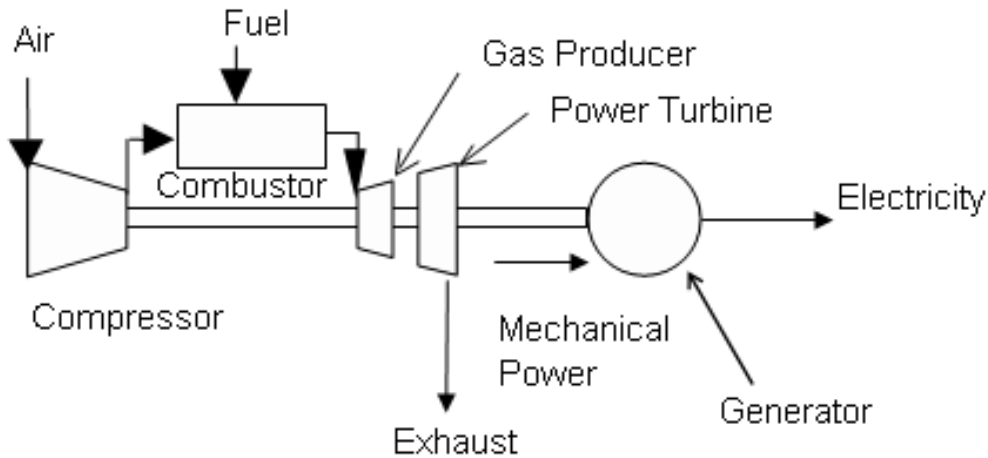 Air
Fuel
Gas Producer
Power Turbine
Combustor
Electricity
Compressor
Mechanical
Power
Generator
Exhaust